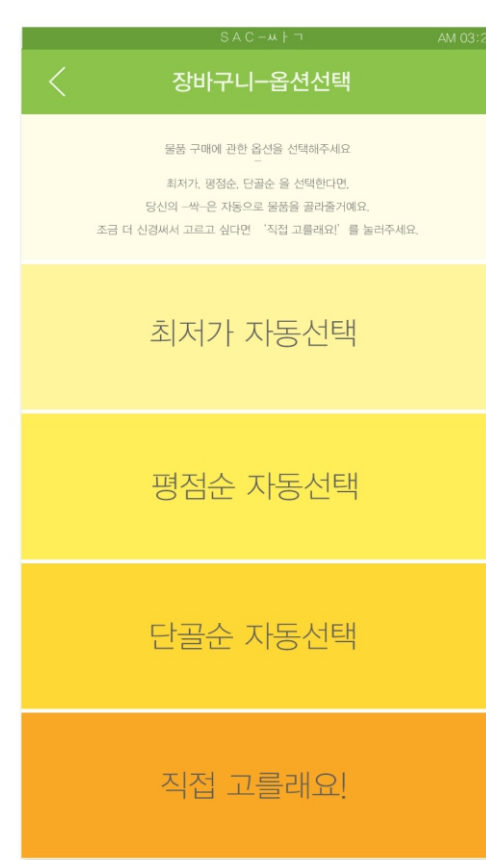 SAC-ㅆㅏㄱ AM 03:2
장바구니-옵션선택
물품 구매에 관한 옵션을 선택해주세요
최저가, 평점순, 단골순 을 선택한다면,
당신의 -싹-은 자동으로 물품을 골라줄거예요.
조금 더 신경써서 고르고 싶다면 '직접 고를래요!' 를 눌러주세요.
최저가 자동선택
평점순 자동선택
단골순 자동선택
직접 고를래요!